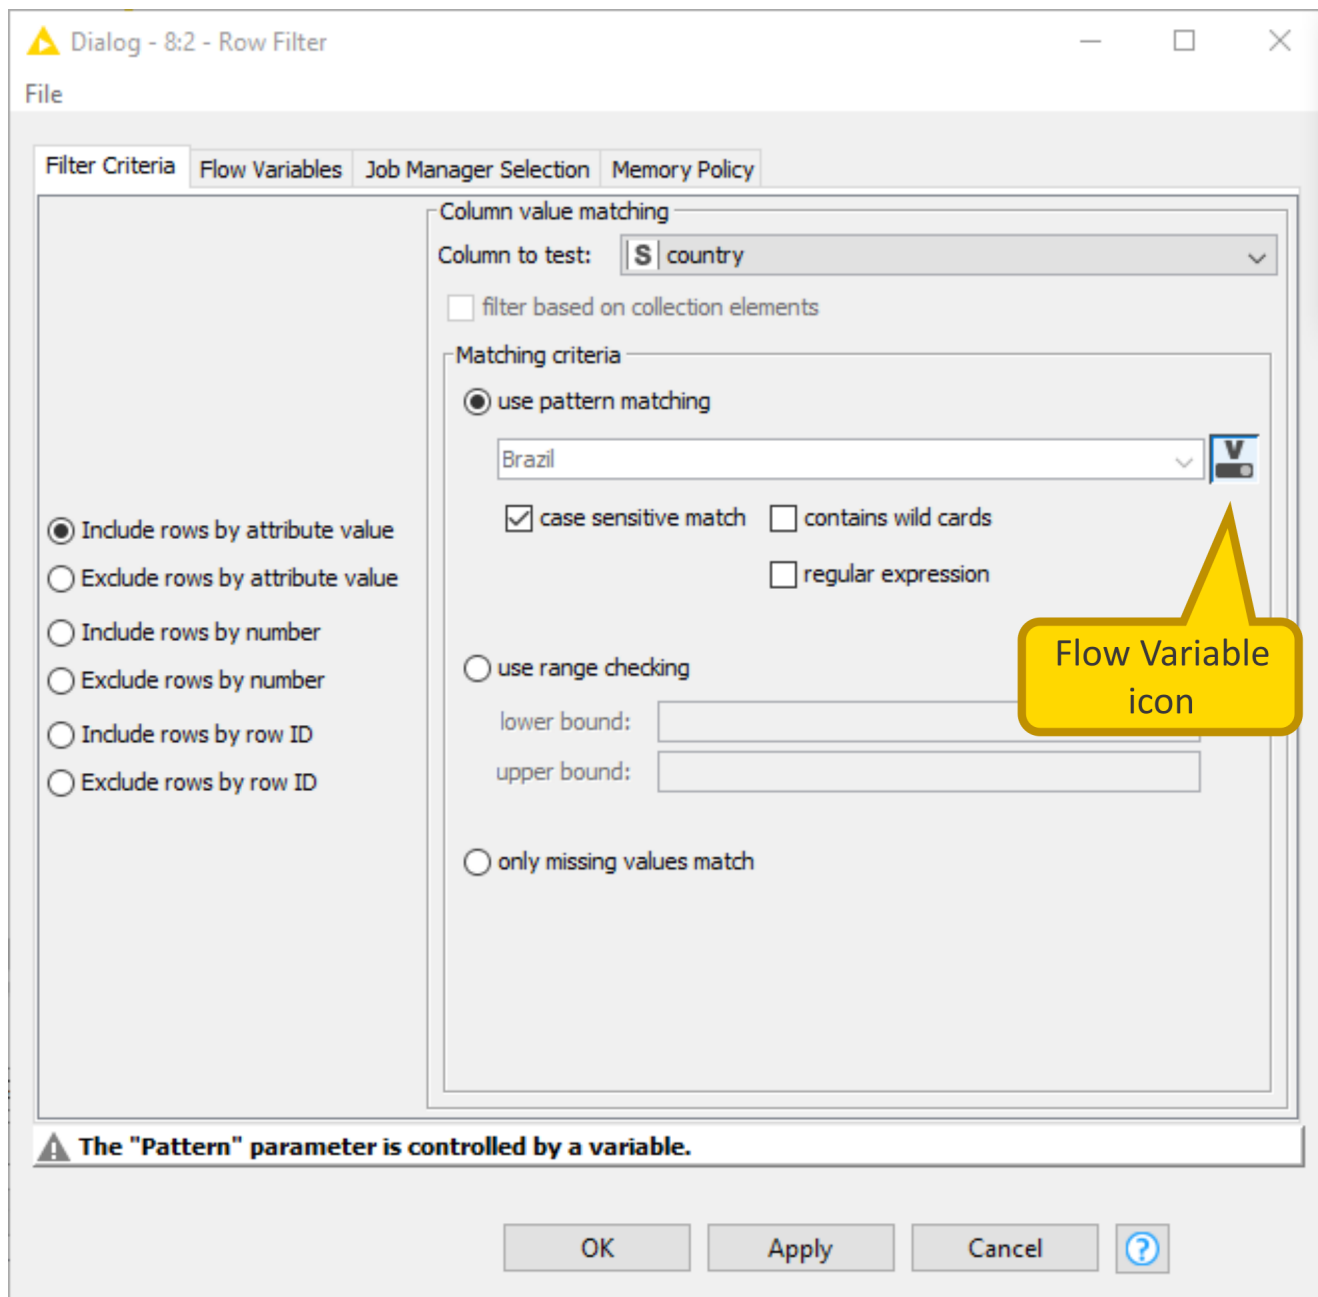 Dialog - 8:2 - Row Filter
File
Filter Criteria
Flow Variables
Job Manager Selection
Memory Policy
Column value matching
Column to test:
S
country
filter based on collection elements
Matching criteria
use pattern matching
Brazil
V
case sensitive match
contains wild cards
regular expression
Include rows by attribute value
Exclude rows by attribute value
Include rows by number
Exclude rows by number
Include rows by row ID
Exclude rows by row ID
Flow Variable
icon
use range checking
lower bound:
upper bound:
only missing values match
The "Pattern" parameter is controlled by a variable.
OK
Apply
Cancel
?